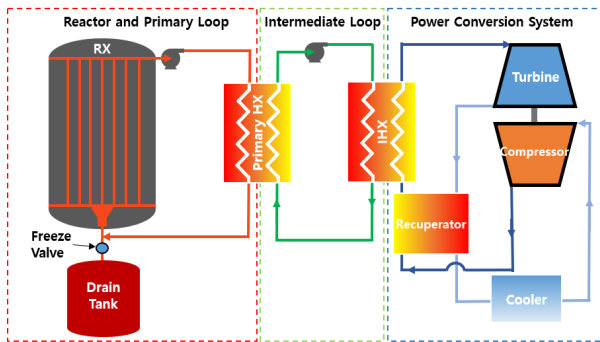 Reactor and Primary Loop
Intermediate Loop
Power Conversion System
RX
Primary HX
IHX
Turbine
Compressor
Recuperator
Freeze
Valve
Drain
Tank
Cooler